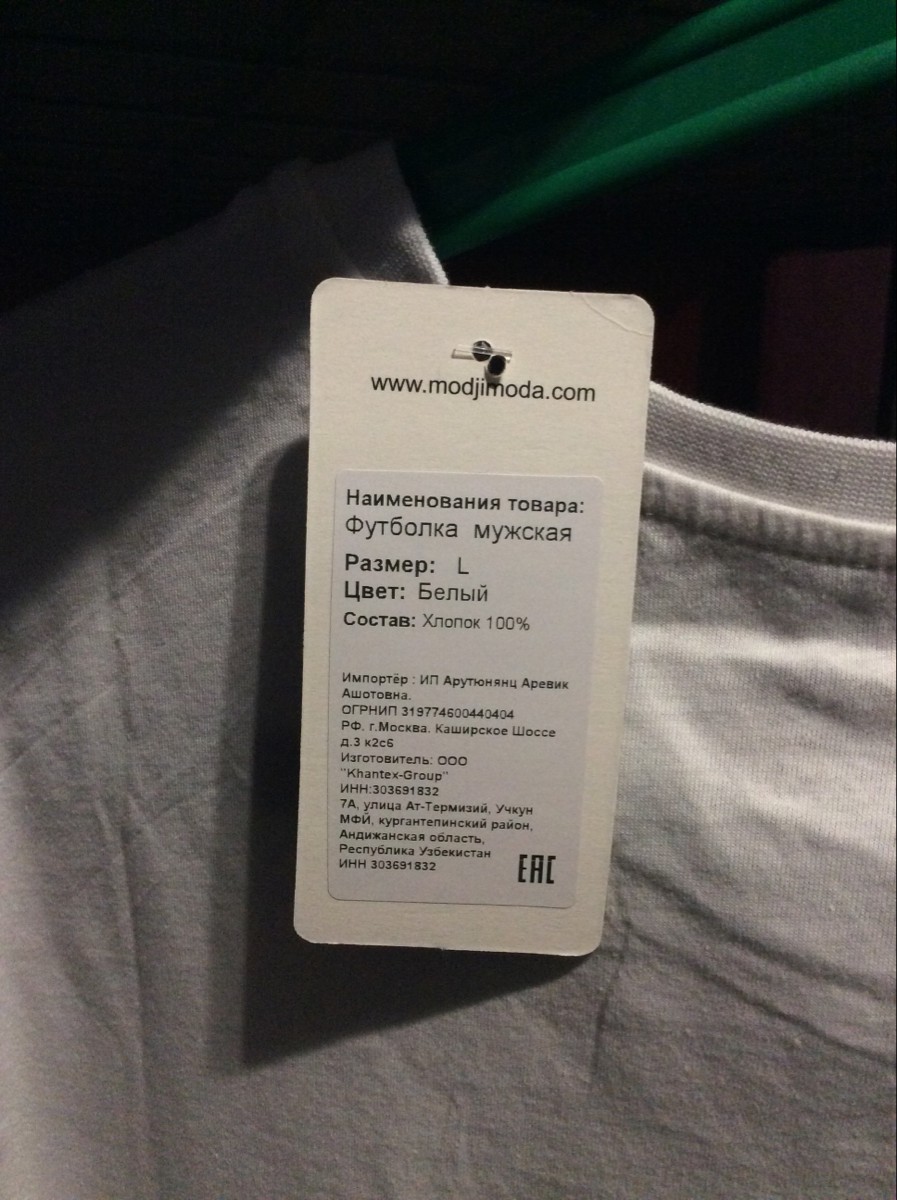 www.modjimoda.com
Наименования товара:
Футболка мужская
Размер: L
Цвет: Белый
Состав: Хлопок 100%
Импортёр : ИП Арутюнянц Аревик
Ашотовна.
ОГРНИП 319774600440404
РФ. г.Москва. Каширское Шоссе
д.3 к2с6
Изготовитель: ООО
"Khantex-Group"
ИНН:303691832
7А, улица Ат-Термизий, Учкун
МФЙ, кургантепинский район,
Андижанская область,
Республика Узбекистан
ИНН 303691832
EAC